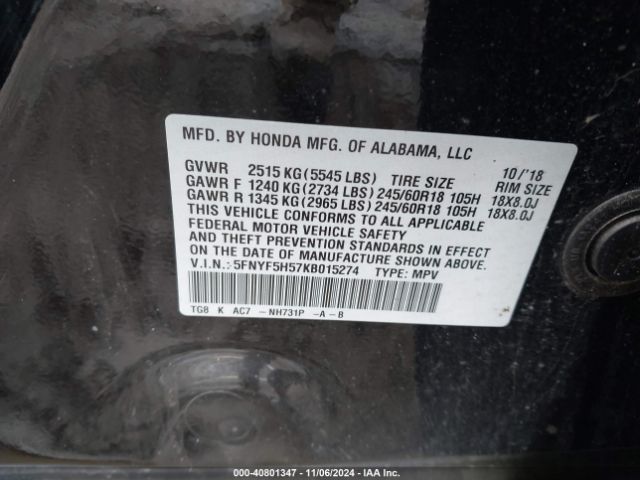 MFD. BY HONDA MFG. OF ALABAMA, LLC
10/'18
GVWR 2515 KG (5545 LBS) TIRE SIZE RIM SIZE
GAWR F 1240 KG (2734 LBS) 245/60R18 105H 18X8.0J
GAWR R 1345 KG (2965 LBS) 245/60R18 105H 18X8.0J
THIS VEHICLE CONFORMS TO ALL APPLICABLE
FEDERAL MOTOR VEHICLE SAFETY
AND THEFT PREVENTION STANDARDS IN EFFECT
ON THE DATE OF MANUFACTURE SHOWN ABOVE.
V.I.N.: 5FNYF5H57KB015274 TYPE: MPV
TG8 K AC7 -NH731P -A-B
000-40801347 - 11/06/2024 - IAA Inc.